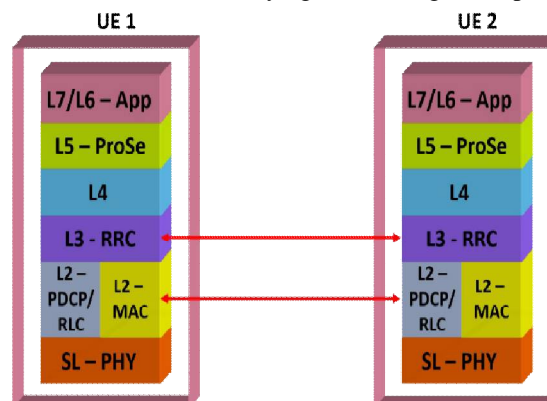 UE 1
UE 2
L7/L6 – App
L5 – ProSe
L4
L3 - RRC
L2 –
PDCP/
RLC
L2 –
MAC
SL – PHY
L7/L6 – App
L5 – ProSe
L4
L3 - RRC
L2 –
PDCP/
RLC
L2 –
MAC
SL – PHY